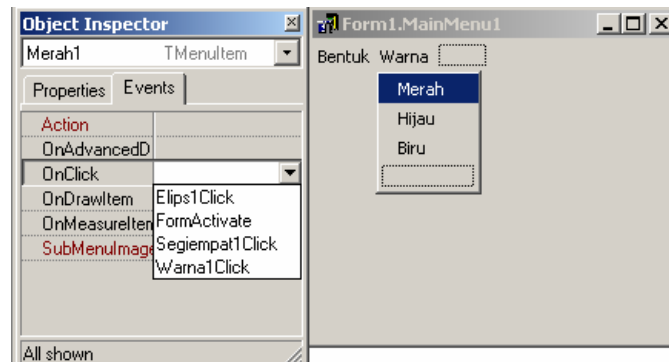 Object Inspector
Merah1 TMenuItem
Properties Events
Action
OnAdvancedD
OnClick
OnDrawItem
OnMeasureIten
SubMenuImage
Elips1Click
FormActivate
Segiempat1Click
Warna1Click
All shown
Form1.MainMenu1
Bentuk Warna
Merah
Hijau
Biru